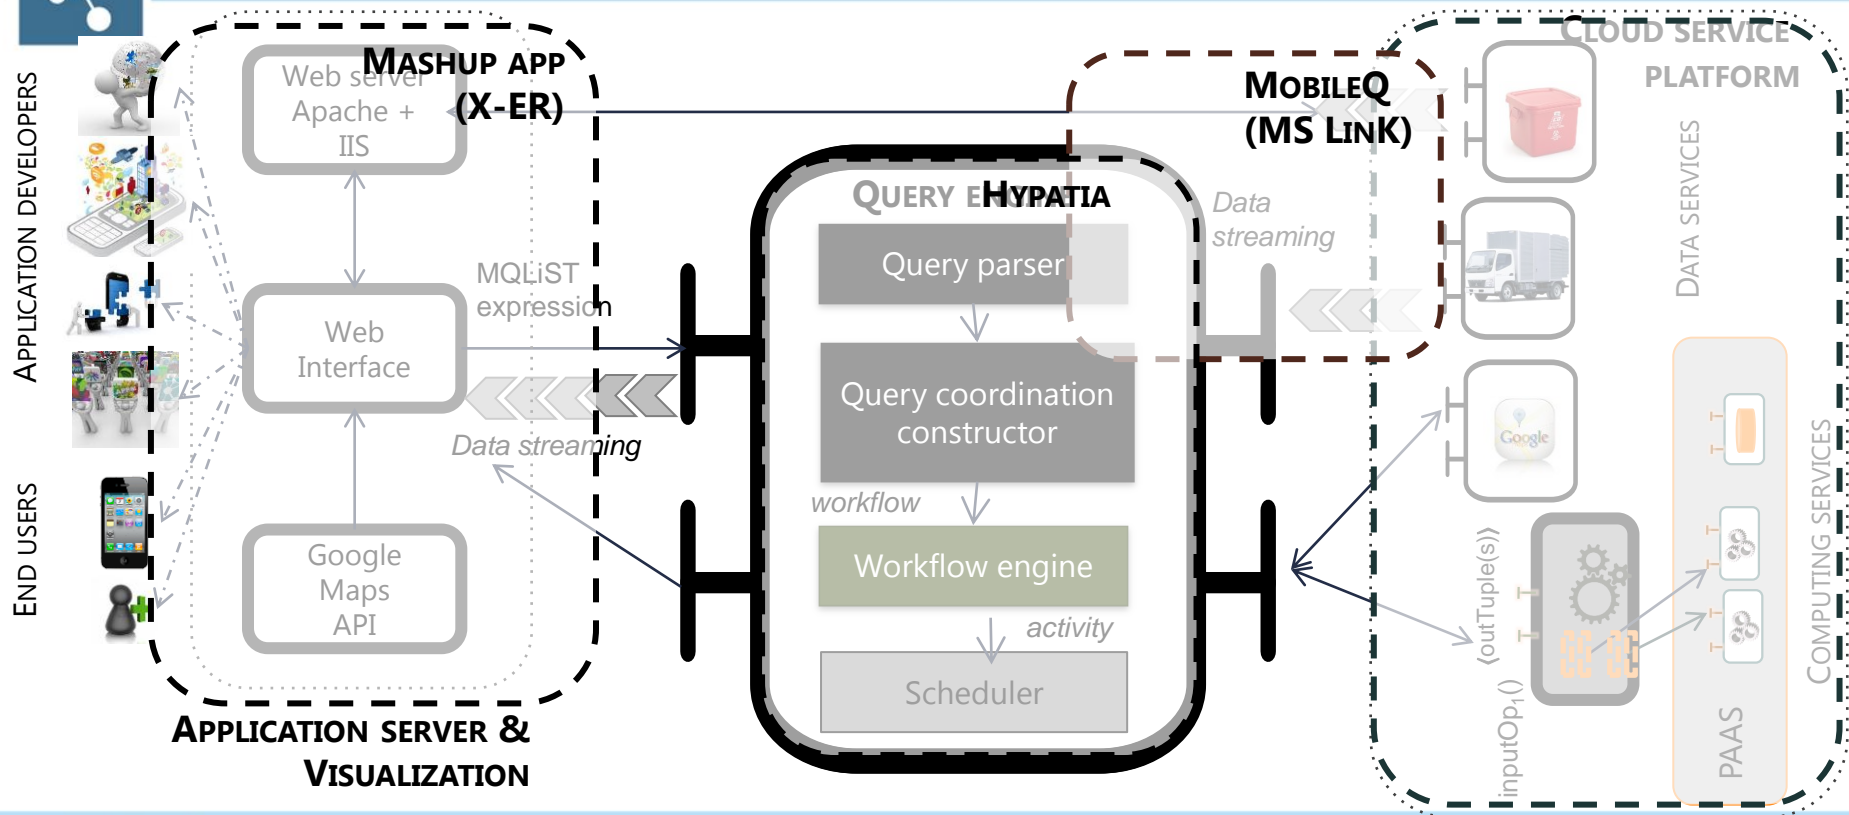 APPLICATION DEVELOPERS
END USERS
MASHUP APP
(X-ER)
Web server
Apache +
IIS
Web
Interface
Google
Maps
API
APPLICATION SERVER &
VISUALIZATION
MQLiST
expression
Data streaming
QUERY ENGINE
HYPATIA
Query parser
Query coordination
constructor
workflow
Workflow engine
activity
Scheduler
MOBILEQ
(MS LINK)
Data
streaming
CLOUD SERVICE
PLATFORM
DATA SERVICES
Google
COMPUTING SERVICES
⟨outTuple(s)⟩
inputOp1()
PAAS